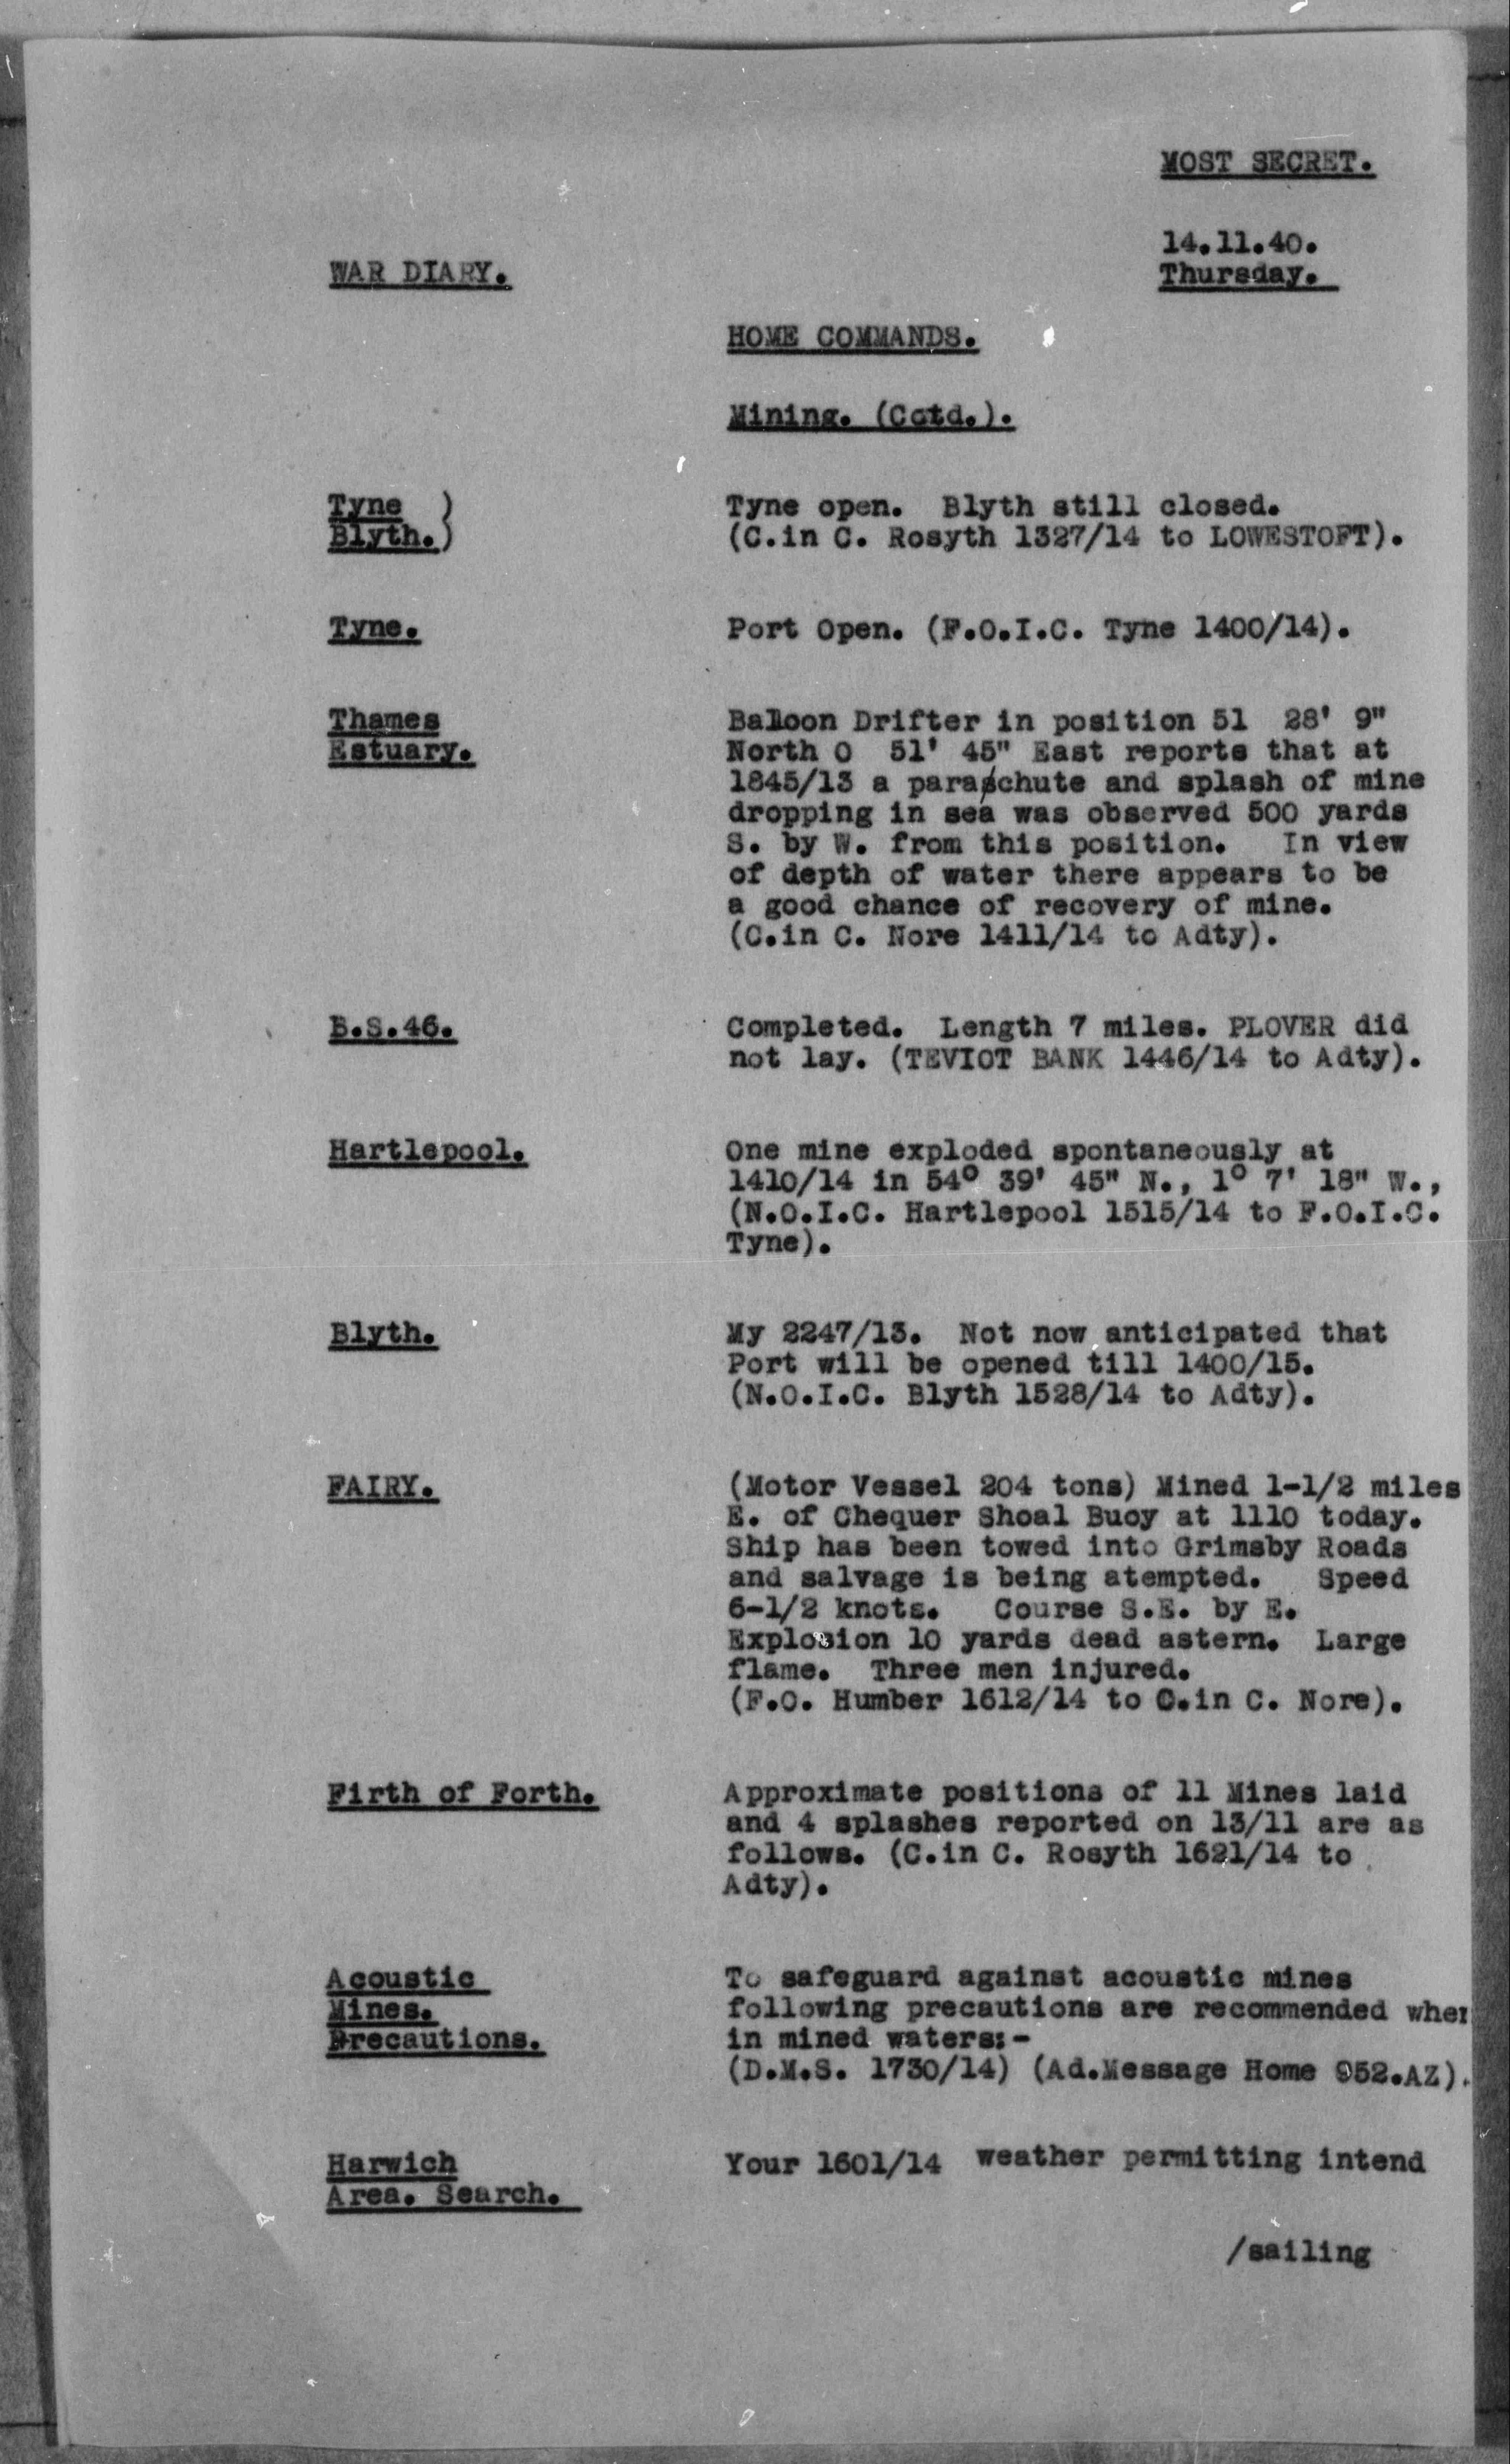 MOST SECRET.
14.11.40.
WAR DIARY. Thursday.
HOME COMMANDS.
Mining. (Cotd.).
Tyne ) Tyne open. Blyth still closed.
Blyth.) (C.in C. Rosyth 1327/14 to LOWESTOFT).
Tyne. Port Open. (F.O.I.C. Tyne 1400/14).
Thames Baloon Drifter in position 51 28' 9"
Estuary. North 0 51' 45" East reports that at
1845/13 a parachute and splash of mine
dropping in sea was observed 500 yards
S. by W. from this position. In view
of depth of water there appears to be
a good chance of recovery of mine.
(C.in C. Nore 1411/14 to Adty).
B.S.46. Completed. Length 7 miles. PLOVER did
not lay. (TEVIOT BANK 1446/14 to Adty).
Hartlepool. One mine exploded spontaneously at
1410/14 in 54° 39' 45" N., 1° 7' 18" W.,
(N.O.I.C. Hartlepool 1515/14 to F.O.I.C.
Tyne).
Blyth. My 2247/13. Not now anticipated that
Port will be opened till 1400/15.
(N.O.I.C. Blyth 1528/14 to Adty).
FAIRY. (Motor Vessel 204 tons) Mined 1-1/2 miles
E. of Chequer Shoal Buoy at 1110 today.
Ship has been towed into Grimsby Roads
and salvage is being atempted. Speed
6-1/2 knots. Course S.E. by E.
Explosion 10 yards dead astern. Large
flame. Three men injured.
(F.O. Humber 1612/14 to C.in C. Nore).
Firth of Forth. Approximate positions of 11 Mines laid
and 4 splashes reported on 13/11 are as
follows. (C.in C. Rosyth 1621/14 to
Adty).
Acoustic To safeguard against acoustic mines
Mines. following precautions are recommended when
Precautions. in mined waters:-
(D.M.S. 1730/14) (Ad.Message Home 952.AZ).
Harwich Your 1601/14 weather permitting intend
Area. Search.
/sailing